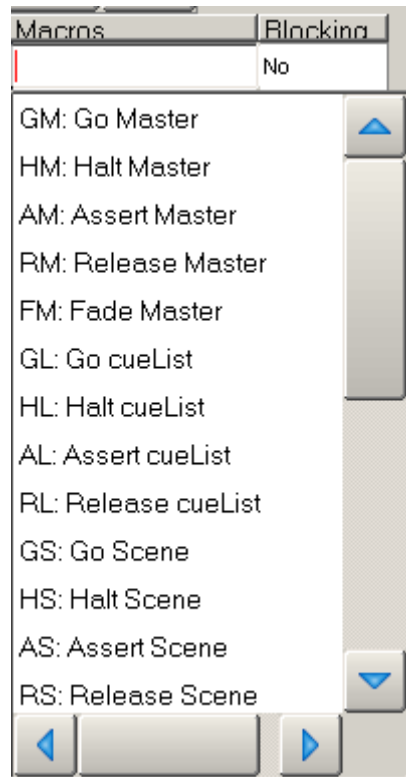 Macros Blocking
No
GM: Go Master
HM: Halt Master
AM: Assert Master
RM: Release Master
FM: Fade Master
GL: Go cueList
HL: Halt cueList
AL: Assert cueList
RL: Release cueList
GS: Go Scene
HS: Halt Scene
AS: Assert Scene
RS: Release Scene